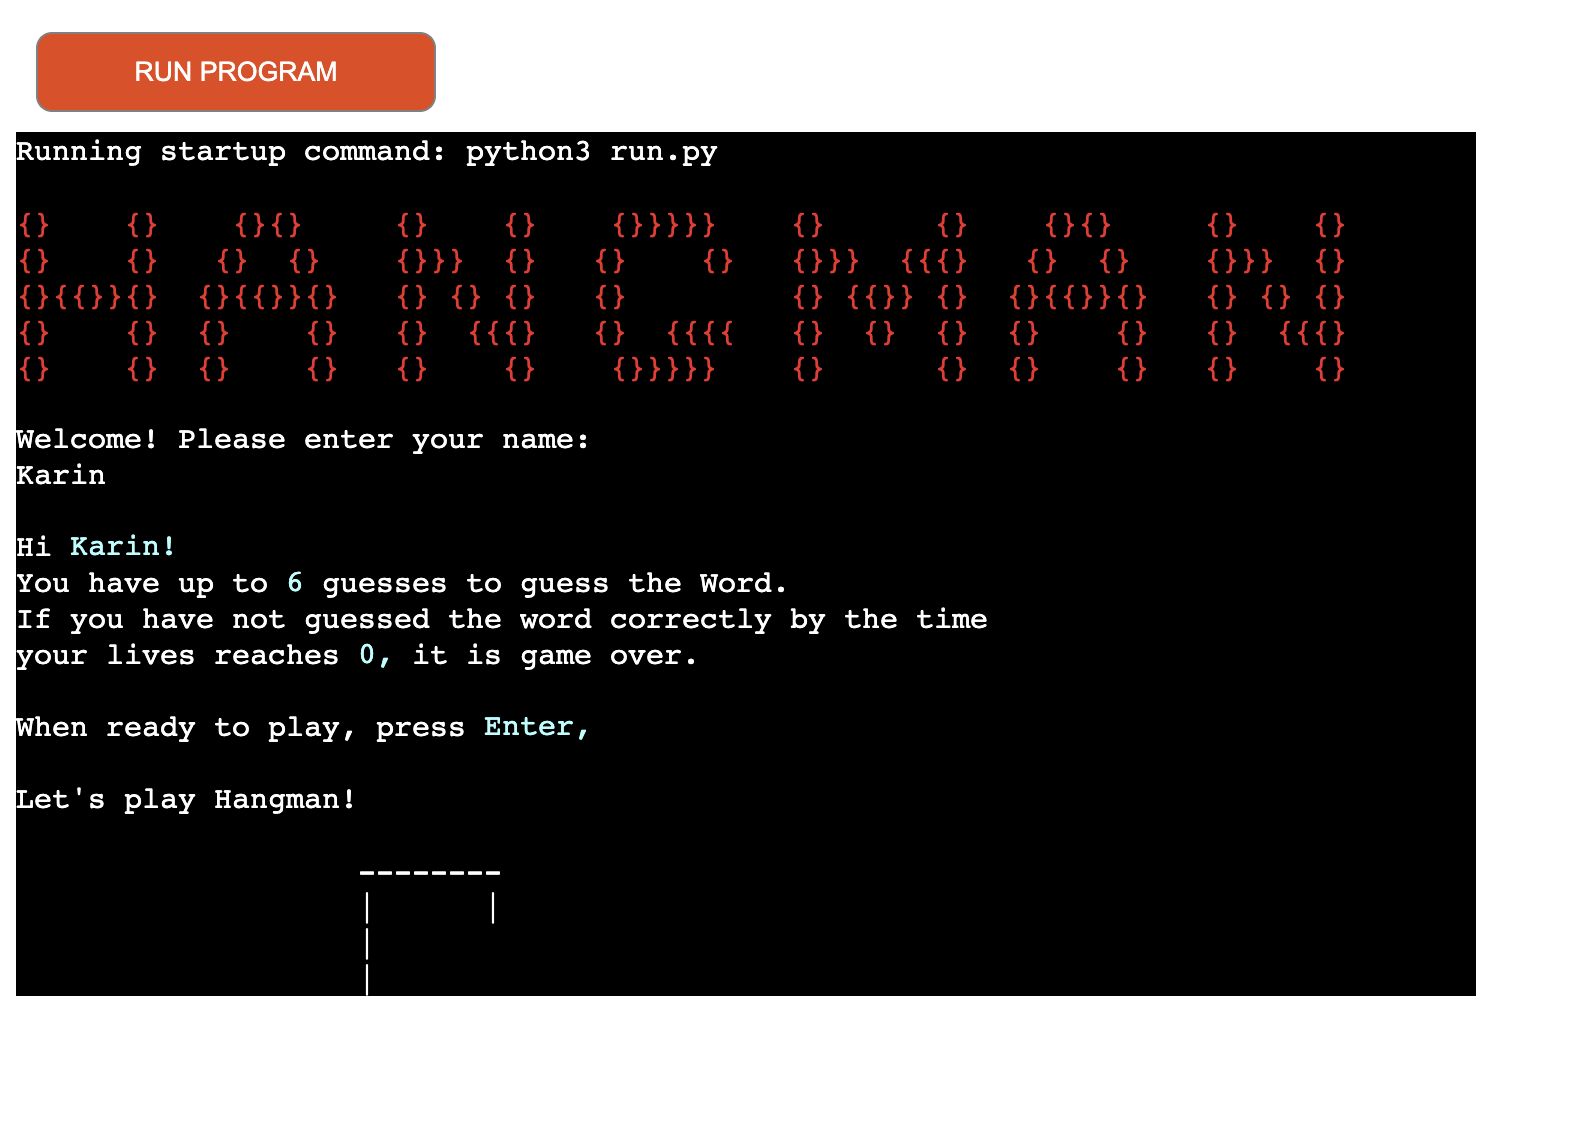 RUN PROGRAM
Running startup command: python3 run.py
{}     {}    {}{}     {}    {}    {}}}}}    {}      {}    {}{}     {}    {}
{}     {}   {}  {}    {}}}  {}   {}    {}   {}}}  {{{}   {}  {}    {}}}  {}
{}{{}}{}  {}{{}}{}   {} {} {}   {}         {} {{}} {}  {}{{}}{}   {} {} {}
{}    {}  {}    {}   {}  {{{}   {}  {{{{   {}  {}  {}  {}    {}   {}  {{{}
{}    {}  {}    {}   {}    {}    {}}}}}    {}      {}  {}    {}   {}    {}
Welcome! Please enter your name:
Karin
Hi Karin!
You have up to 6 guesses to guess the Word.
If you have not guessed the word correctly by the time
your lives reaches 0, it is game over.
When ready to play, press Enter,
Let's play Hangman!
--------
|      |
|
|